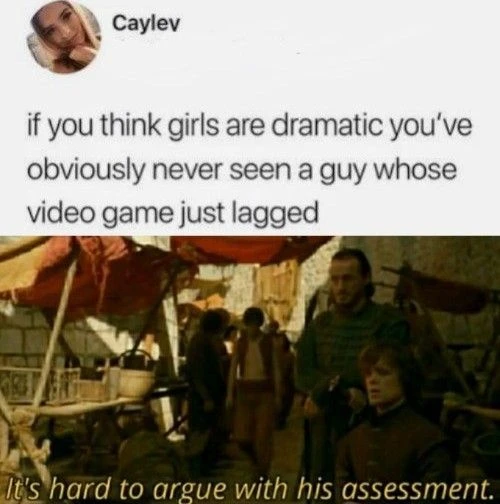 Caylev
if you think girls are dramatic you've
obviously never seen a guy whose
video game just lagged
It's hard to argue with his assessment.